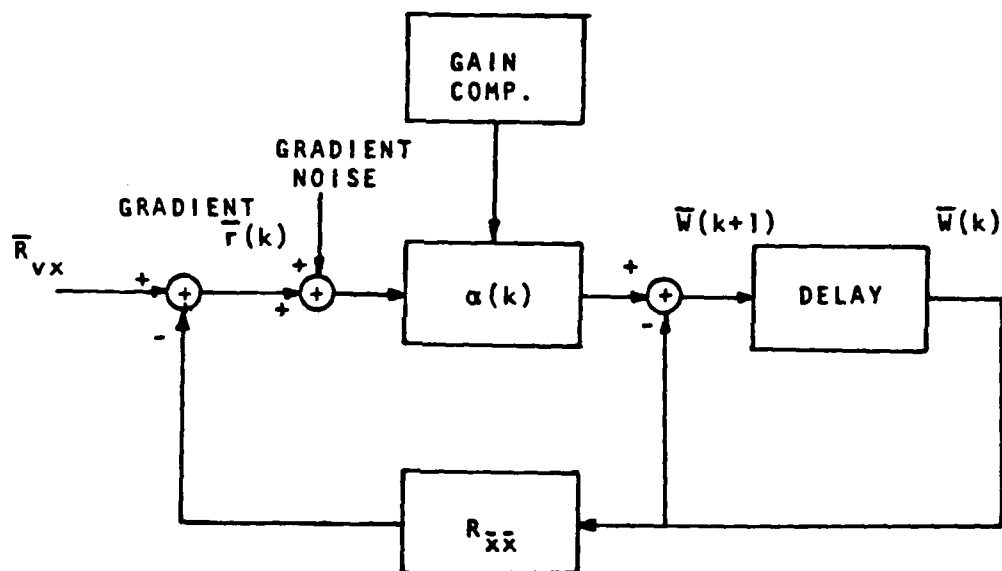 GAIN
COMP.
GRADIENT
NOISE
GRADIENT
r̅(k)
R̅vx
+
+
+
+
+
-
α(k)
+
-
+
W̅(k+1)
W̅(k)
DELAY
Rx̅x̅